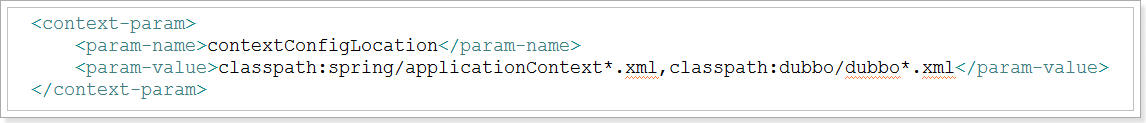 <context-param>
    <param-name>contextConfigLocation</param-name>
    <param-value>classpath:spring/applicationContext*.xml,classpath:dubbo/dubbo*.xml</param-value>
</context-param>